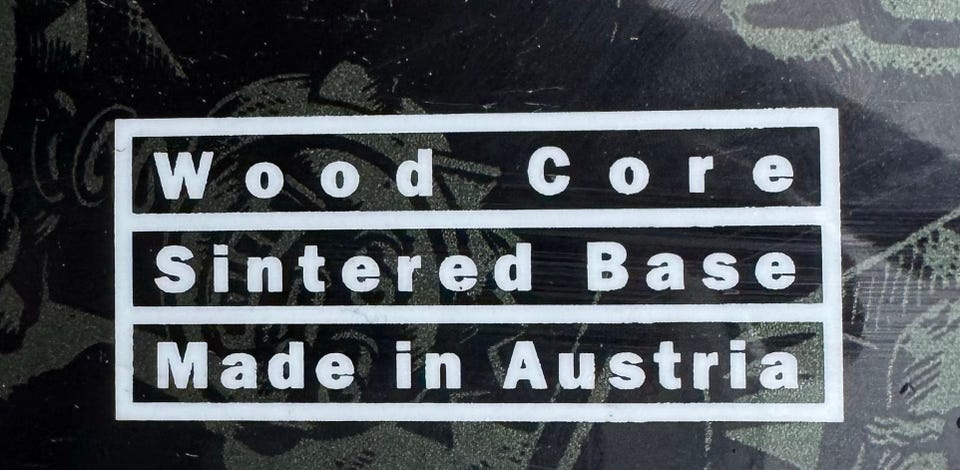 Wood Core
Sintered Base
Made in Austria